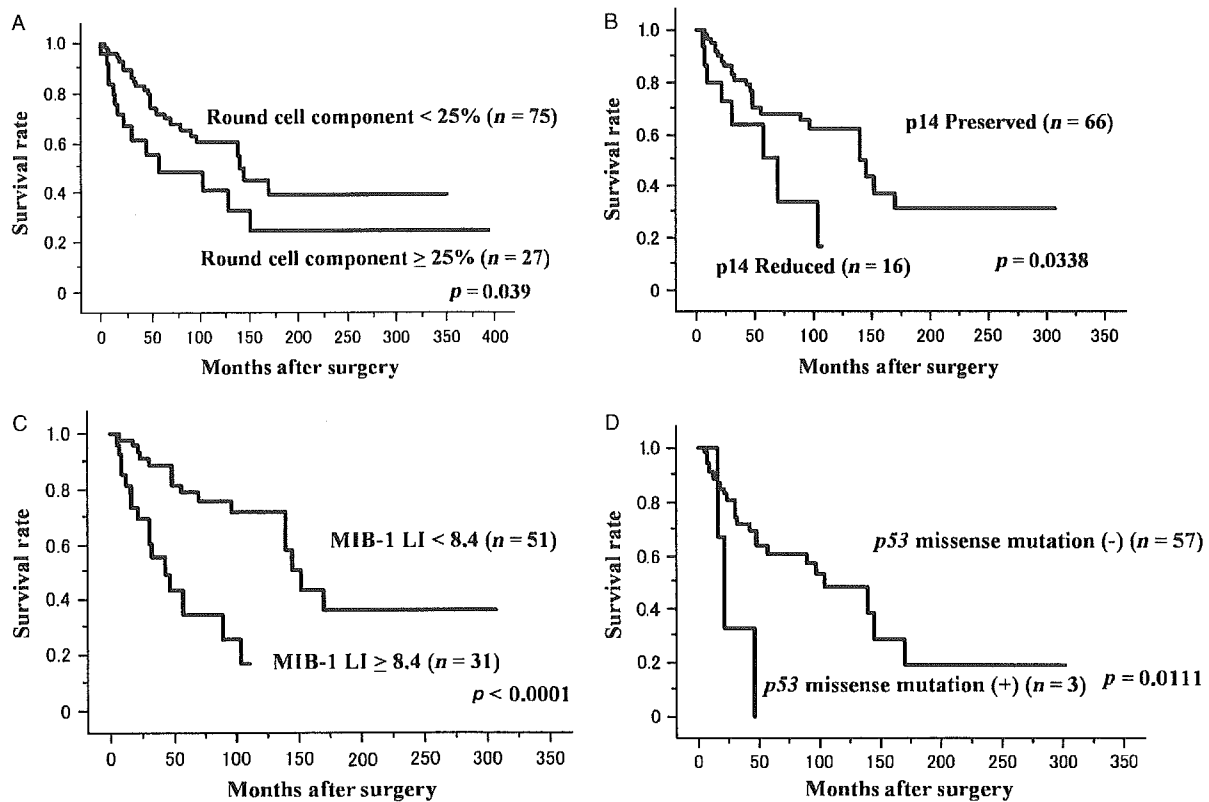 A
Survival rate
1.0
0.8
0.6
0.4
0.2
0
Round cell component < 25% (n = 75)
Round cell component ≥ 25% (n = 27)
p = 0.039
0 50 100 150 200 250 300 350 400
Months after surgery
B
Survival rate
1.0
0.8
0.6
0.4
0.2
0
p14 Preserved (n = 66)
p14 Reduced (n = 16)
p = 0.0338
0 50 100 150 200 250 300 350
Months after surgery
C
Survival rate
1.0
0.8
0.6
0.4
0.2
0
MIB-1 LI < 8.4 (n = 51)
MIB-1 LI ≥ 8.4 (n = 31)
p < 0.0001
0 50 100 150 200 250 300 350
Months after surgery
D
Survival rate
1.0
0.8
0.6
0.4
0.2
0
p53 missense mutation (-) (n = 57)
p53 missense mutation (+) (n = 3)
p = 0.0111
0 50 100 150 200 250 300 350
Months after surgery